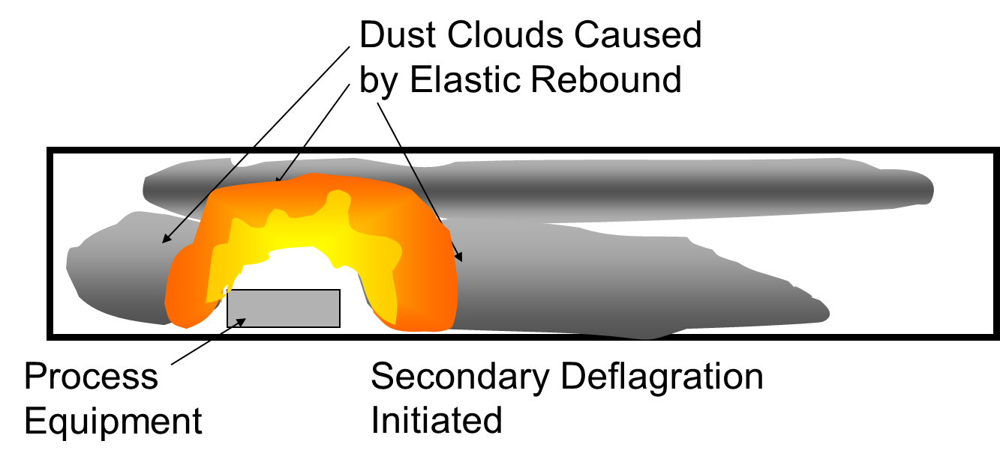 Dust Clouds Caused
by Elastic Rebound
Process
Equipment
Secondary Deflagration
Initiated